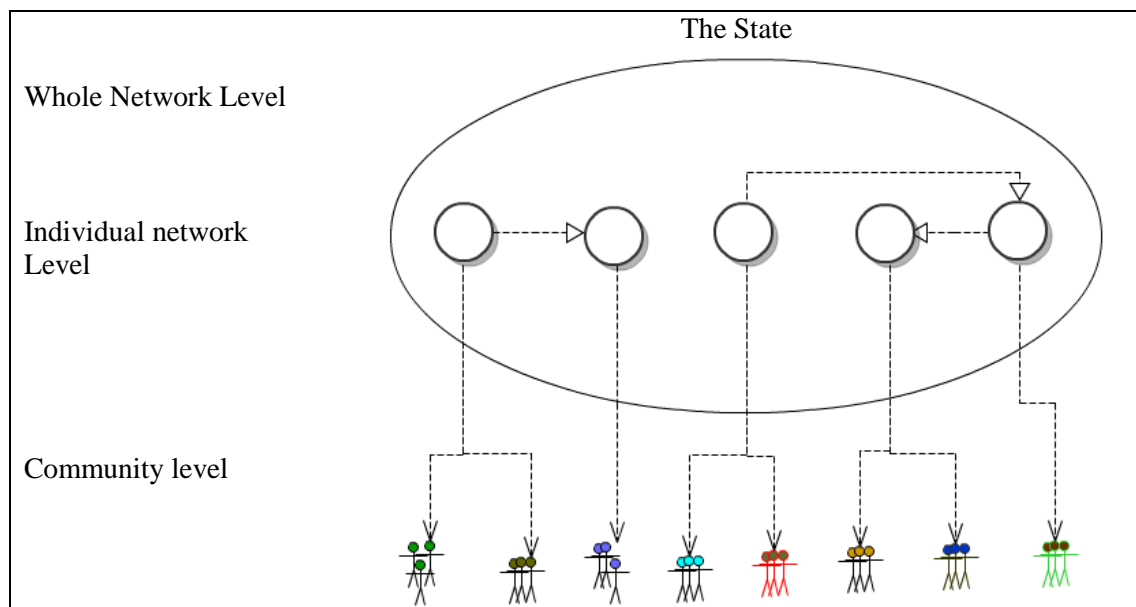 The State
Whole Network Level
Individual network
Level
Community level